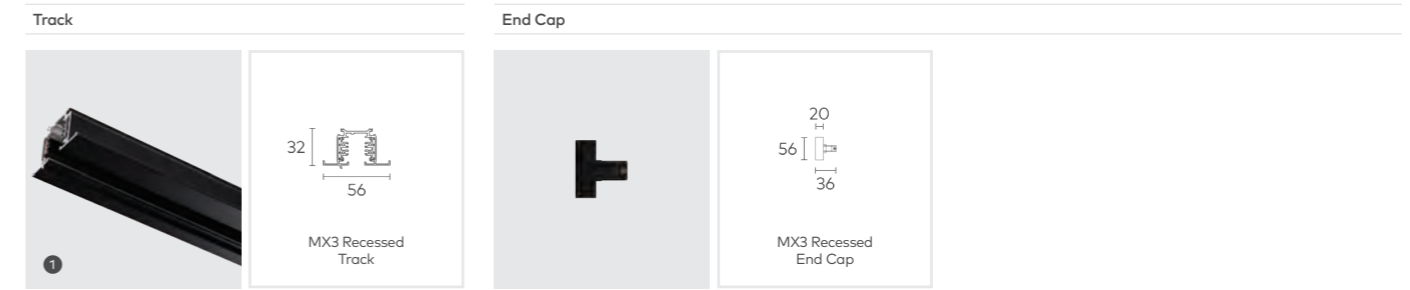 Track
End Cap
32
56
MX3 Recessed
Track
1
20
56
36
MX3 Recessed
End Cap